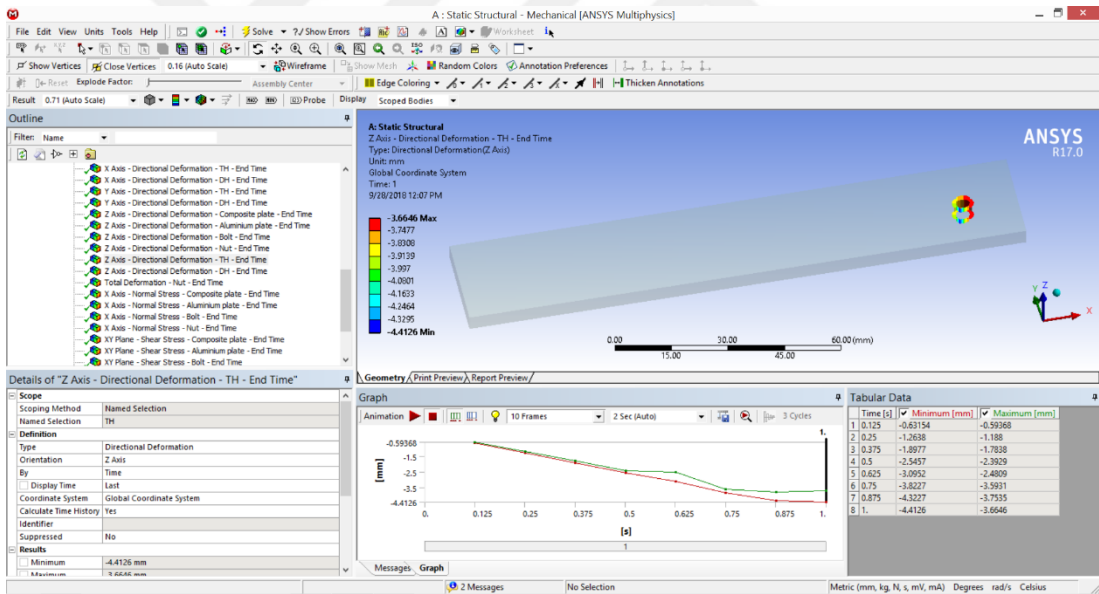 A : Static Structural - Mechanical [ANSYS Multiphysics]
File Edit View Units Tools Help Solve ?/ Show Errors Worksheet
Show Vertices Close Vertices 0.16 (Auto Scale) Wireframe Show Mesh Random Colors Annotation Preferences
Reset Explode Factor: Assembly Center Edge Coloring Thicken Annotations
Result 0.71 (Auto Scale) Probe Display Scoped Bodies
Outline
Filter: Name
X Axis - Directional Deformation - TH - End Time
X Axis - Directional Deformation - DH - End Time
Y Axis - Directional Deformation - TH - End Time
Y Axis - Directional Deformation - DH - End Time
Z Axis - Directional Deformation - Composite plate - End Time
Z Axis - Directional Deformation - Aluminium plate - End Time
Z Axis - Directional Deformation - Bolt - End Time
Z Axis - Directional Deformation - Nut - End Time
Z Axis - Directional Deformation - TH - End Time
Z Axis - Directional Deformation - DH - End Time
Total Deformation - Nut - End Time
X Axis - Normal Stress - Composite plate - End Time
X Axis - Normal Stress - Aluminium plate - End Time
X Axis - Normal Stress - Bolt - End Time
X Axis - Normal Stress - Nut - End Time
XY Plane - Shear Stress - Composite plate - End Time
XY Plane - Shear Stress - Aluminium plate - End Time
XY Plane - Shear Stress - Bolt - End Time
A: Static Structural
Z Axis - Directional Deformation - TH - End Time
Type: Directional Deformation(Z Axis)
Unit: mm
Global Coordinate System
Time: 1
9/28/2018 12:07 PM
-3.6646 Max
-3.7477
-3.8308
-3.9139
-3.997
-4.0801
-4.1633
-4.2464
-4.3295
-4.4126 Min
ANSYS
R17.0
Y Z
X
0.00 30.00 60.00 (mm)
15.00 45.00
Geometry Print Preview Report Preview
Details of "Z Axis - Directional Deformation - TH - End Time"
Scope
Scoping Method Named Selection
Named Selection TH
Definition
Type Directional Deformation
Orientation Z Axis
By Time
Display Time Last
Coordinate System Global Coordinate System
Calculate Time History Yes
Identifier
Suppressed No
Results
Minimum -4.4126 mm
Maximum -3.6646 mm
Graph
Animation 10 Frames 2 Sec (Auto) 3 Cycles
1.
-0.59368
-1.5
-2.5
-3.5
-4.4126
[mm]
0. 0.125 0.25 0.375 0.5 0.625 0.75 0.875 1.
[s]
1
Messages Graph
Tabular Data
Time [s] Minimum [mm] Maximum [mm]
1 0.125 -0.63154 -0.59368
2 0.25 -1.2638 -1.188
3 0.375 -1.8977 -1.7838
4 0.5 -2.5457 -2.3929
5 0.625 -3.0952 -2.4809
6 0.75 -3.8227 -3.5931
7 0.875 -4.3227 -3.7535
8 1. -4.4126 -3.6646
2 Messages No Selection Metric (mm, kg, N, s, mV, mA) Degrees rad/s Celsius